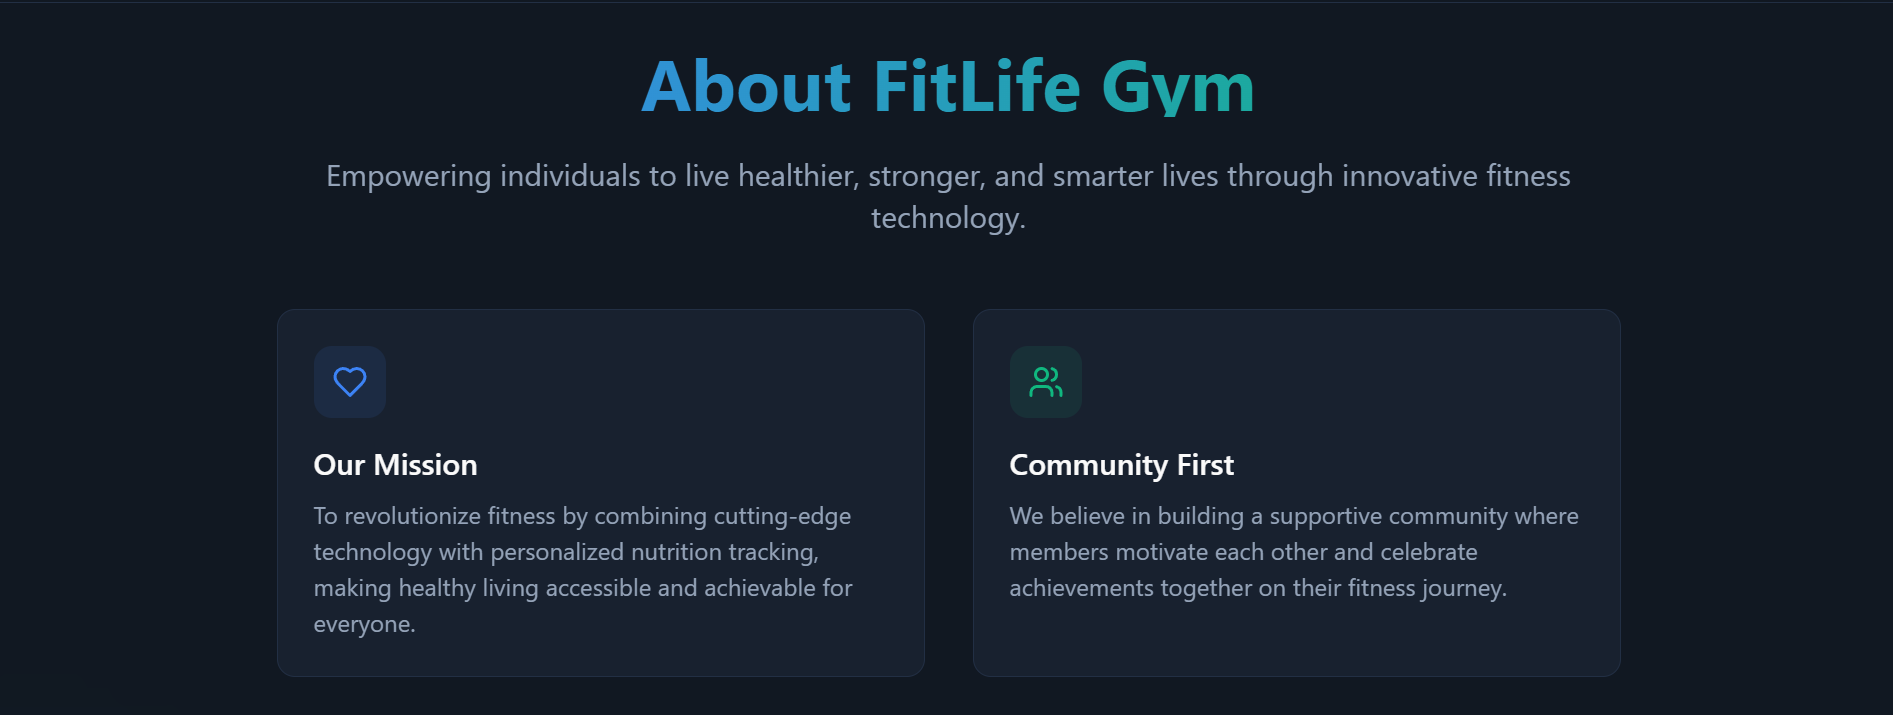 About FitLife Gym
Empowering individuals to live healthier, stronger, and smarter lives through innovative fitness
technology.
Our Mission
To revolutionize fitness by combining cutting-edge
technology with personalized nutrition tracking,
making healthy living accessible and achievable for
everyone.
Community First
We believe in building a supportive community where
members motivate each other and celebrate
achievements together on their fitness journey.